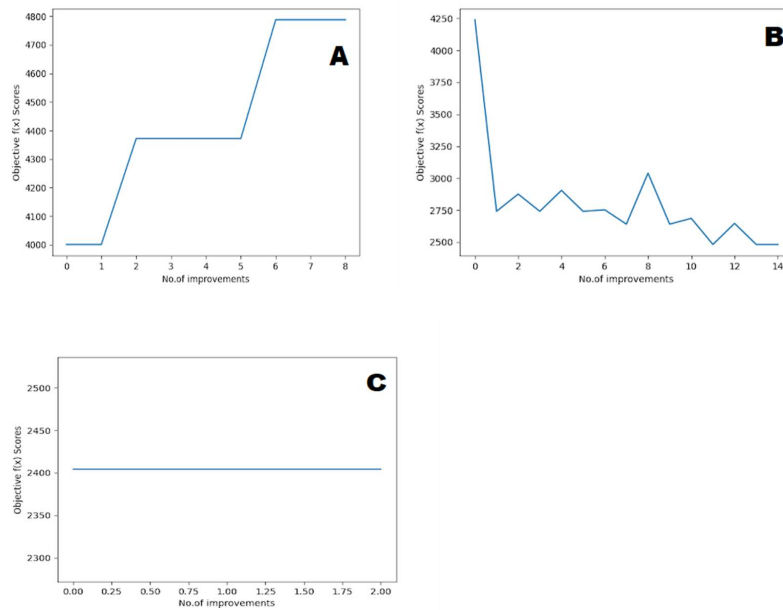 4800
4700
4600
4500
4400
4300
4200
4100
4000
Objective f(x) Scores
0 1 2 3 4 5 6 7 8
No.of improvements
A
4250
4000
3750
3500
3250
3000
2750
2500
Objective f(x) Scores
0 2 4 6 8 10 12 14
No.of improvements
B
2500
2450
2400
2350
2300
Objective f(x) Scores
0.00 0.25 0.50 0.75 1.00 1.25 1.50 1.75 2.00
No.of improvements
C